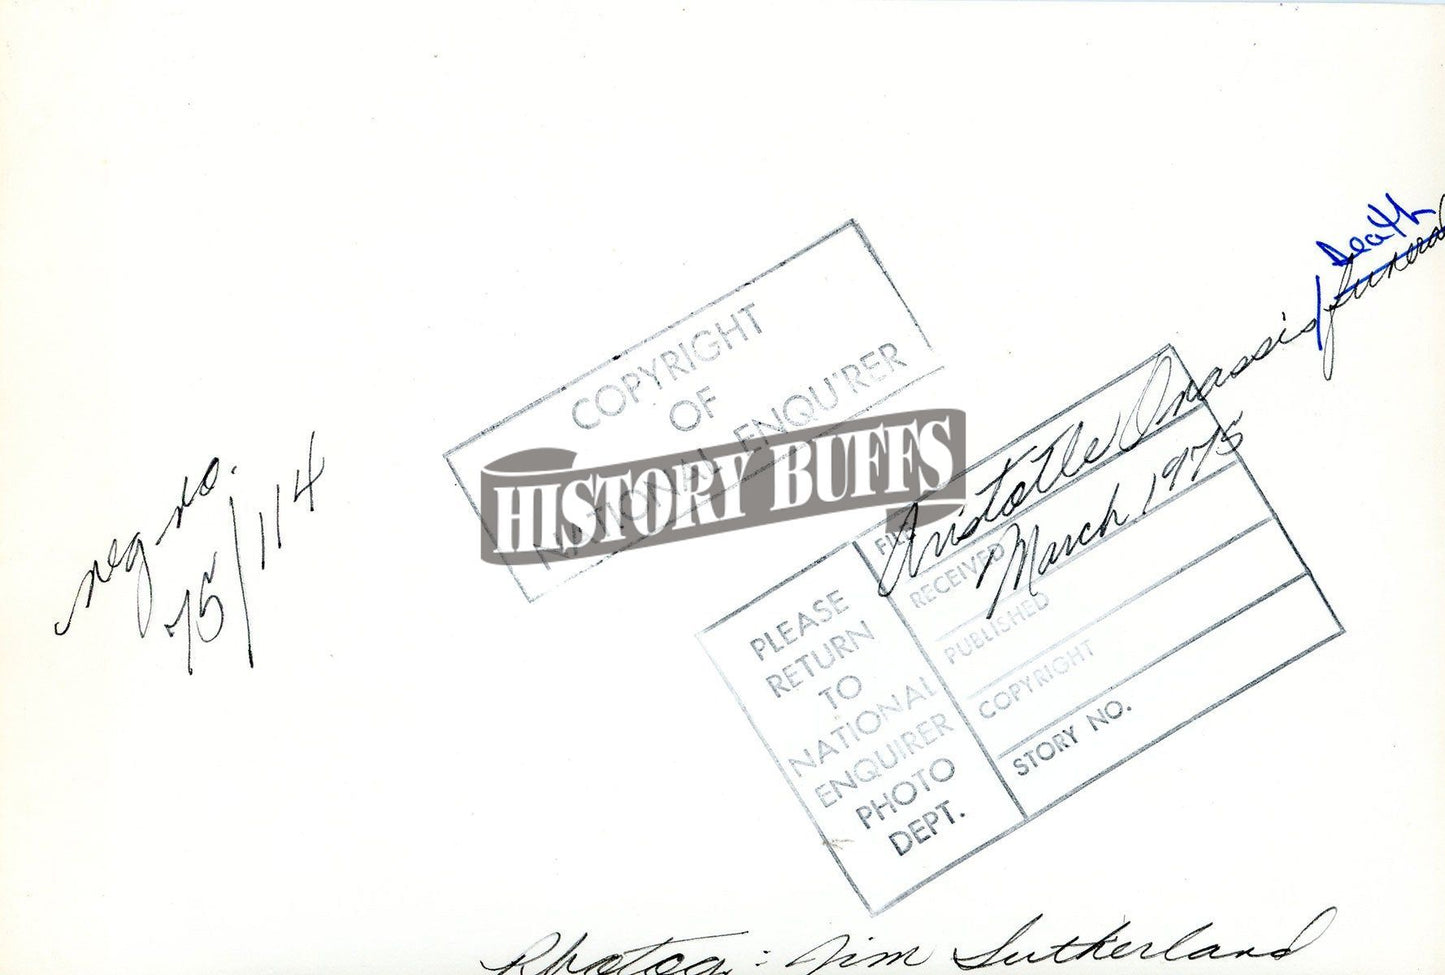 Death
COPYRIGHT
OF
NATIONAL ENQUIRER
HISTORY BUFFS
neg no.
75/114
FILE Aristotle Onassis/funeral
RECEIVED March 1975
PUBLISHED
COPYRIGHT
STORY NO.
PLEASE
RETURN
TO
NATIONAL
ENQUIRER
PHOTO
DEPT.
Photog: Jim Sutherland